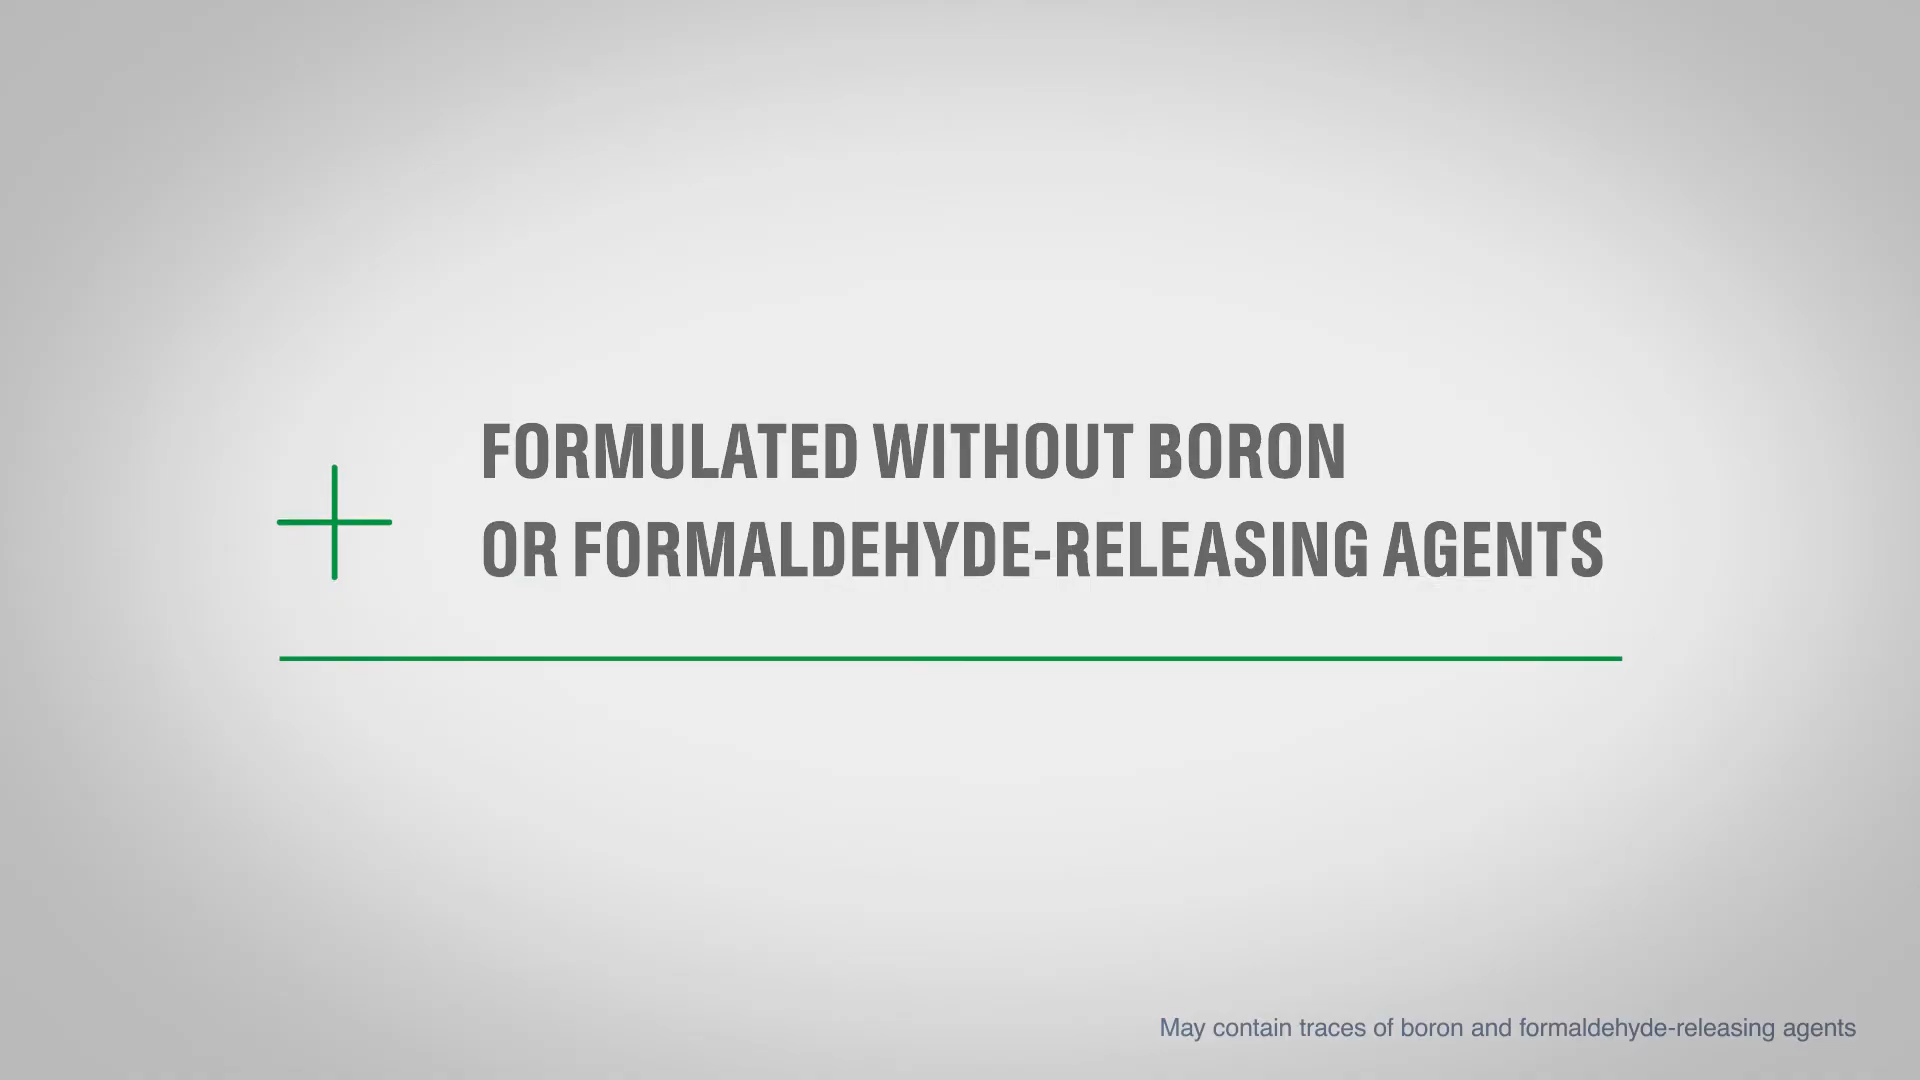 FORMULATED WITHOUT BORON
OR FORMALDEHYDE-RELEASING AGENTS
May contain traces of boron and formaldehyde-releasing agents